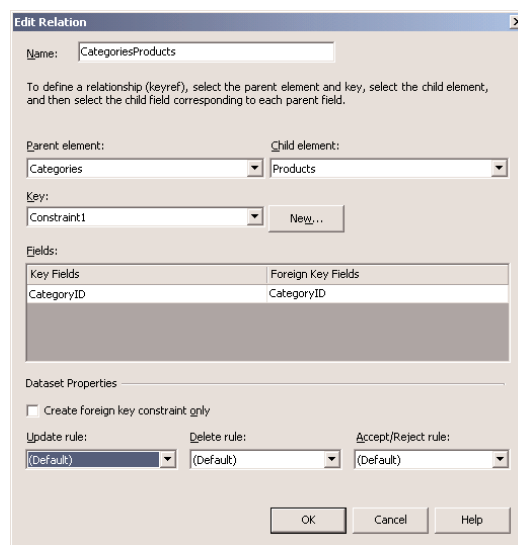 Edit Relation
Name: CategoriesProducts
To define a relationship (keyref), select the parent element and key, select the child element,
and then select the child field corresponding to each parent field.
Parent element: Child element:
Categories Products
Key:
Constraint1 New...
Fields:
Key Fields Foreign Key Fields
CategoryID CategoryID
Dataset Properties
Create foreign key constraint only
Update rule: Delete rule: Accept/Reject rule:
(Default) (Default) (Default)
OK Cancel Help